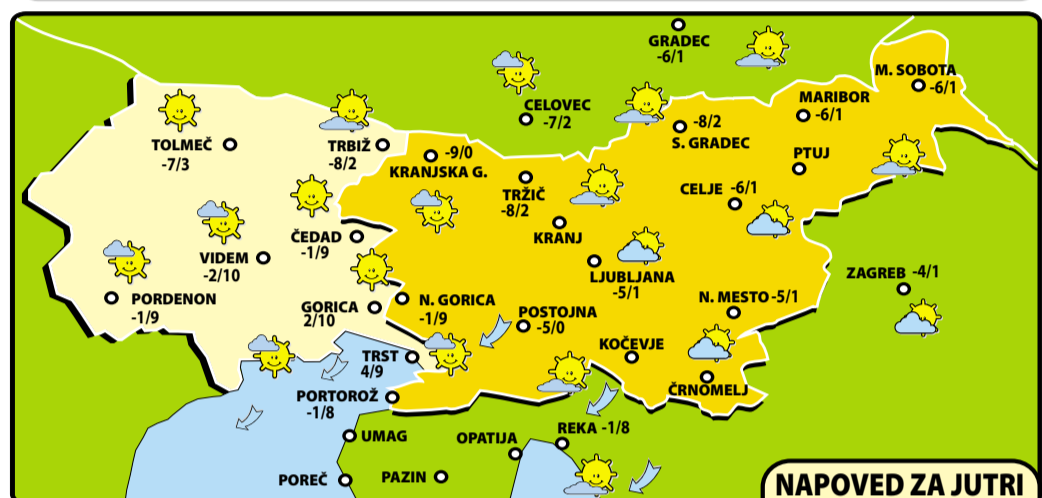 GRADEC
-6/1
M. SOBOTA
-6/1
CELOVEC
-7/2
MARIBOR
-6/1
-8/2
S. GRADEC
TOLMEČ
-7/3
TRBIŽ
-8/2
-9/0
KRANJSKA G.
PTUJ
TRŽIČ
-8/2
CELJE -6/1
KRANJ
ČEDAD
-1/9
VIDEM
-2/10
LJUBLJANA
-5/1
ZAGREB -4/1
PORDENON
-1/9
GORICA
2/10
N. GORICA
-1/9
N. MESTO -5/1
POSTOJNA
-5/0
KOČEVJE
TRST
4/9
ČRNOMELJ
PORTOROŽ
-1/8
UMAG
OPATIJA
REKA -1/8
POREČ
PAZIN
NAPOVED ZA JUTRI